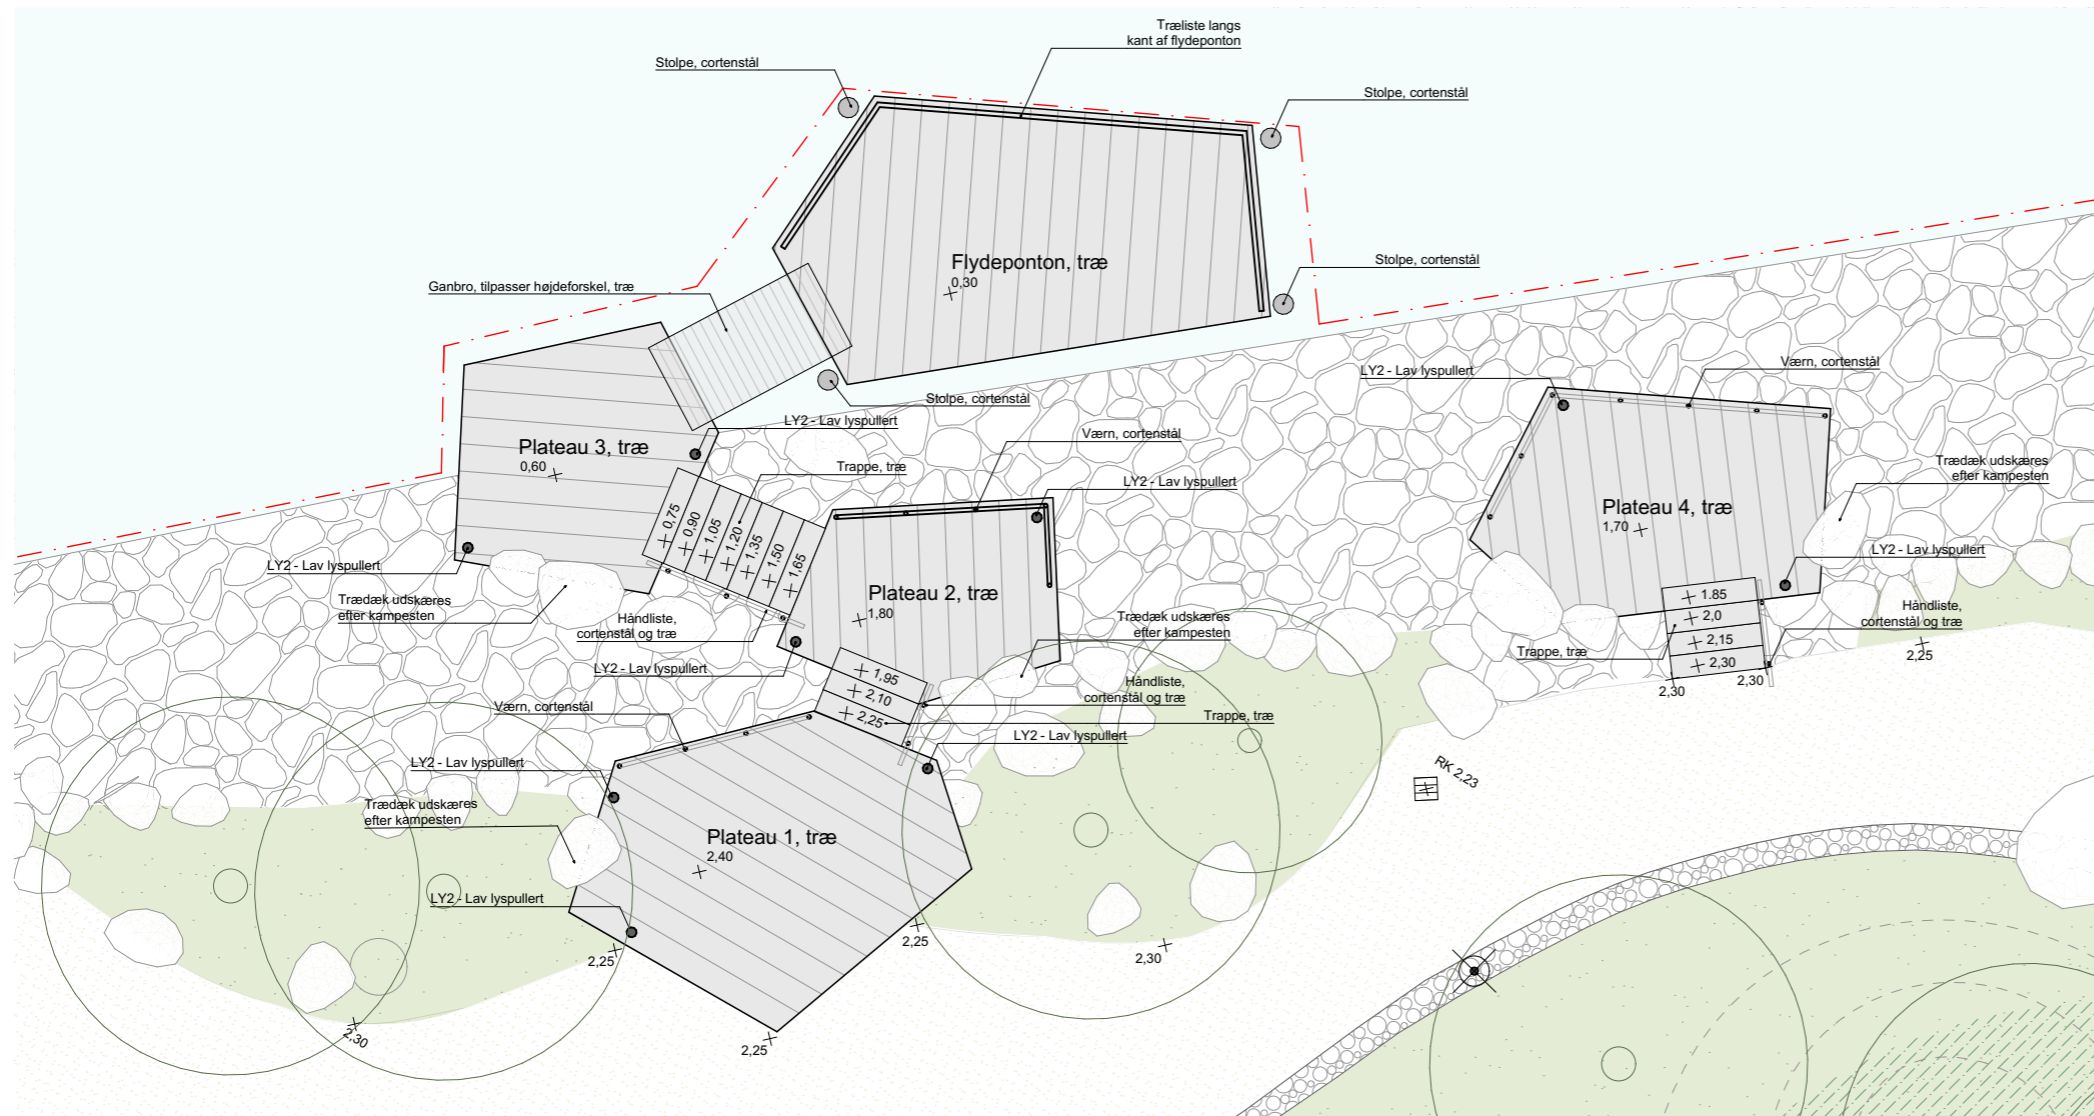 Træliste langs
kant af flydeponton
Stolpe, cortenstål
Stolpe, cortenstål
Flydeponton, træ
0,30
Stolpe, cortenstål
Ganbro, tilpasser højdeforskel, træ
Stolpe, cortenstål
LY2 - Lav lyspullert
Værn, cortenstål
LY2 - Lav lyspullert
Værn, cortenstål
Plateau 3, træ
0,60
Trappe, træ
LY2 - Lav lyspullert
Trædæk udskæres
efter kampesten
Plateau 4, træ
1,70
0,75
0,90
1,05
1,20
1,35
1,50
1,65
LY2 - Lav lyspullert
LY2 - Lav lyspullert
Trædæk udskæres
efter kampesten
Plateau 2, træ
1,80
Håndliste,
cortenstål og træ
Trædæk udskæres
efter kampesten
1.85
2,0
2,15
2,30
Håndliste,
cortenstål og træ
Trappe, træ
2,25
2,30
2,30
LY2 - Lav lyspullert
1,95
2,10
2,25
Håndliste,
cortenstål og træ
Trappe, træ
Værn, cortenstål
LY2 - Lav lyspullert
LY2 - Lav lyspullert
RK 2,23
Trædæk udskæres
efter kampesten
Plateau 1, træ
2,40
LY2 - Lav lyspullert
2,25
2,25
2,30
2,30
2,25